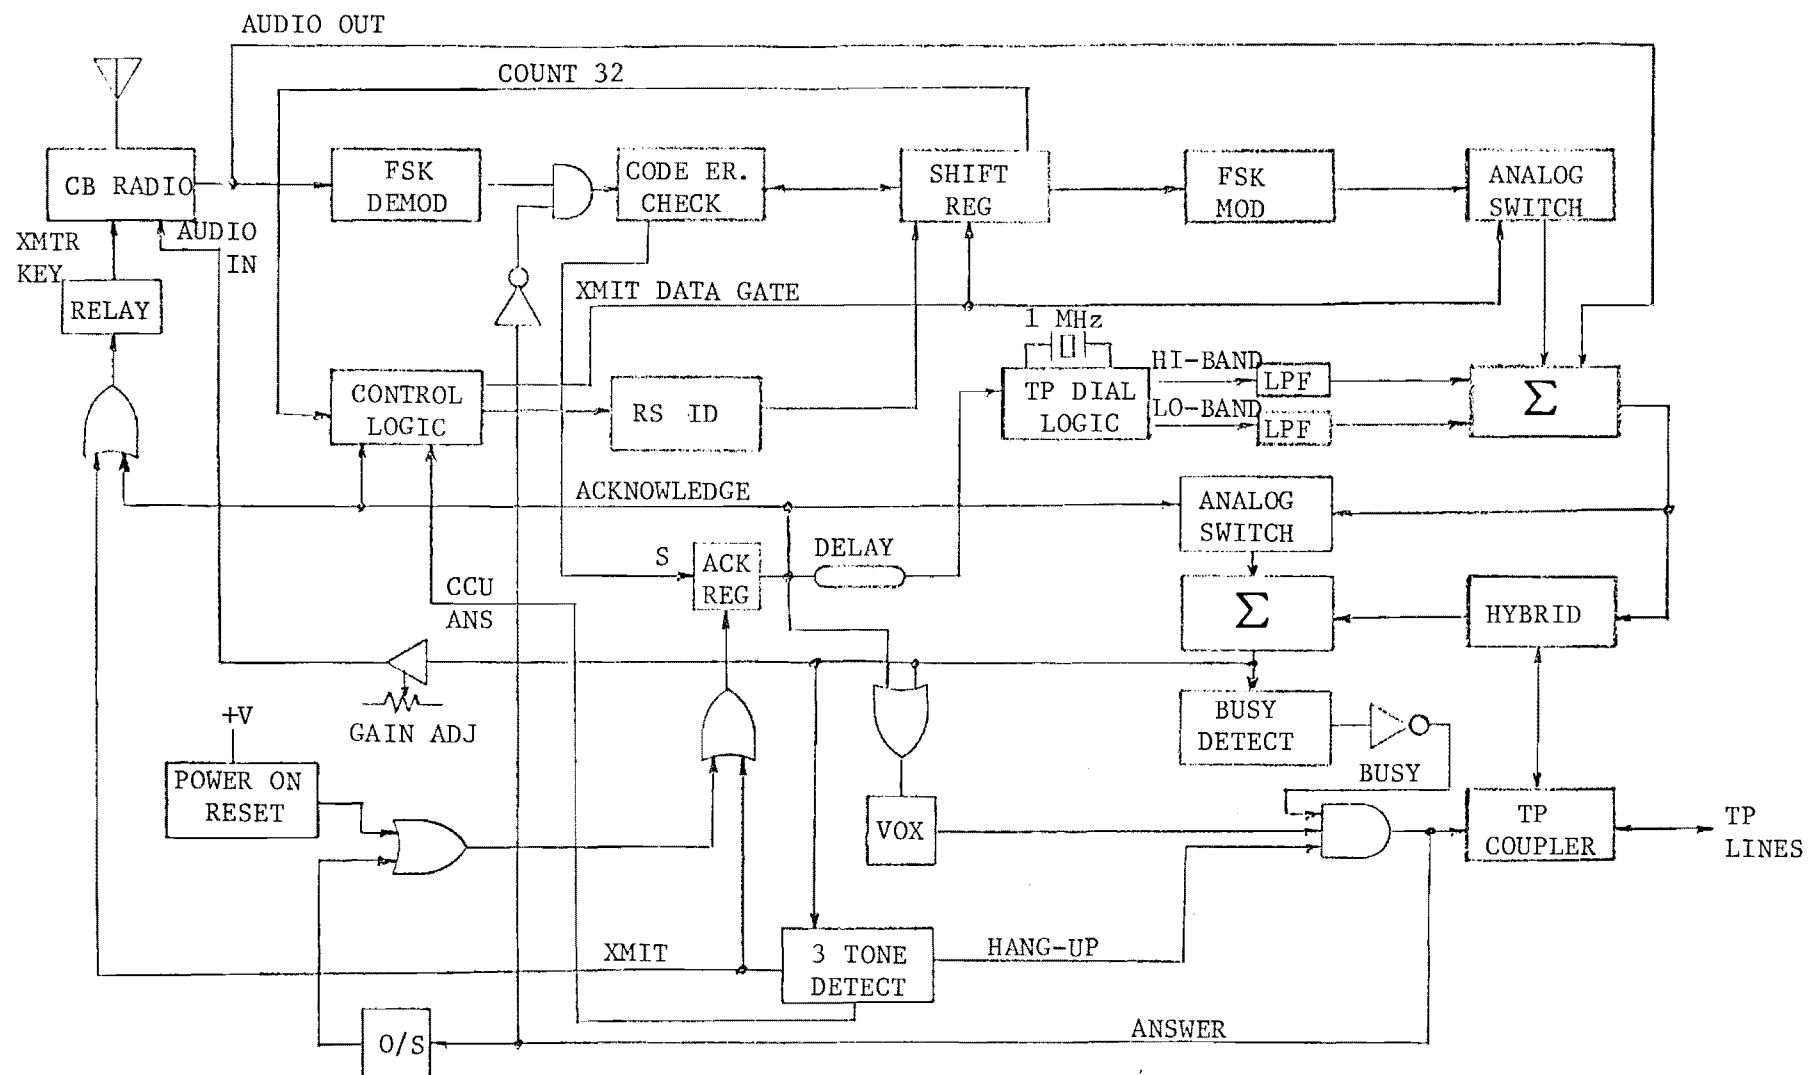 AUDIO OUT
COUNT 32
CB RADIO
FSK
DEMOD
CODE ER.
CHECK
SHIFT
REG
FSK
MOD
ANALOG
SWITCH
XMTR
KEY
AUDIO
IN
RELAY
XMIT DATA GATE
1 MHz
CONTROL
LOGIC
RS ID
TP DIAL
LOGIC
HI-BAND
LPF
LO-BAND
LPF
Σ
ACKNOWLEDGE
ANALOG
SWITCH
S
ACK
REG
DELAY
CCU
ANS
Σ
HYBRID
GAIN ADJ
+V
POWER ON
RESET
BUSY
DETECT
BUSY
VOX
TP
COUPLER
TP
LINES
XMIT
3 TONE
DETECT
HANG-UP
O/S
ANSWER